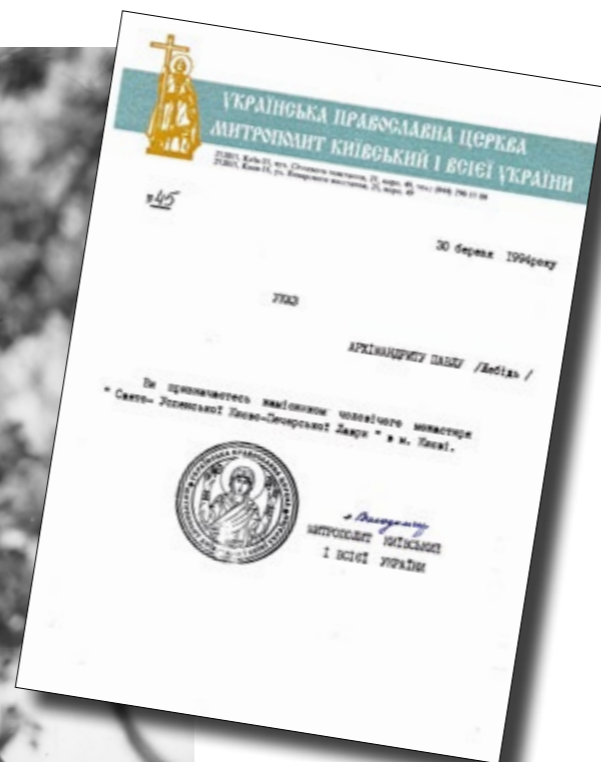 УКРАЇНСЬКА ПРАВОСЛАВНА ЦЕРКВА
МИТРОПОЛИТ КИЇВСЬКИЙ І ВСІЄЇ УКРАЇНИ
№45
30 березня 1994року
УКАЗ
АРХІМАНДРИТУ ПАВЛУ /Лебідь/
Ви призначаєтесь намісником чоловічого монастиря
" Свято- Успенської Києво-Печерської Лаври " в м. Києві.
МИТРОПОЛИТ КИЇВСЬКИЙ
І ВСІЄЇ УКРАЇНИ